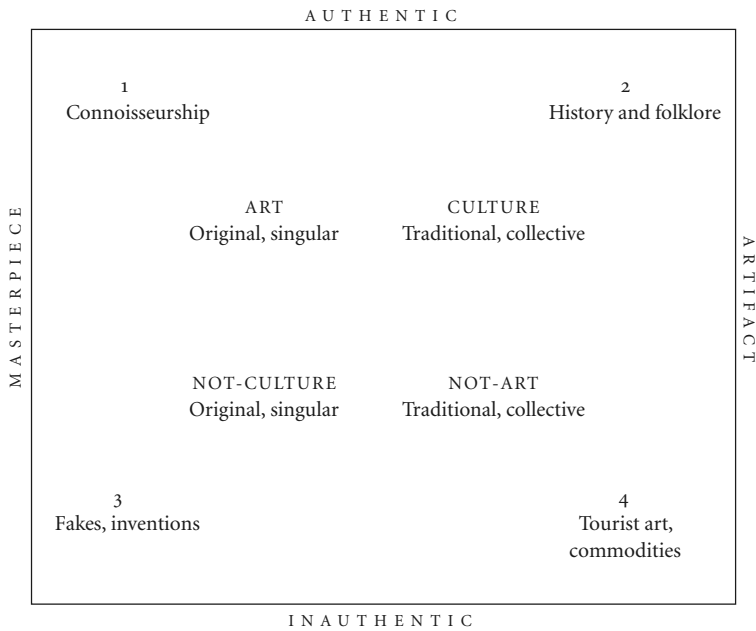 AUTHENTIC
1
Connoisseurship
2
History and folklore
MASTERPIECE
ART
Original, singular
CULTURE
Traditional, collective
ARTIFACT
NOT-CULTURE
Original, singular
NOT-ART
Traditional, collective
3
Fakes, inventions
4
Tourist art,
commodities
INAUTHENTIC